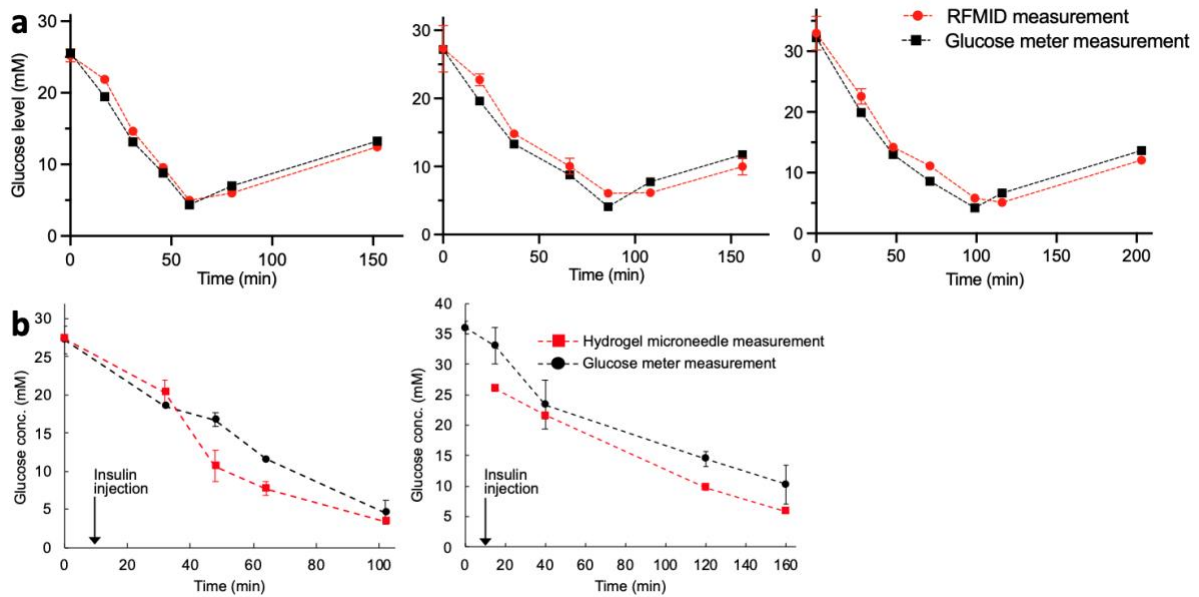 a
RFMID measurement
Glucose meter measurement
Glucose level (mM)
30
20
10
0
0 50 100 150
Time (min)
30
20
10
0
0 50 100 150
Time (min)
30
20
10
0
0 50 100 150 200
Time (min)
b
Glucose conc. (mM)
30
25
20
15
10
5
0
Insulin
injection
0 20 40 60 80 100
Time (min)
Glucose conc. (mM)
40
35
30
25
20
15
10
5
0
Hydrogel microneedle measurement
Glucose meter measurement
Insulin
injection
0 20 40 60 80 100 120 140 160
Time (min)